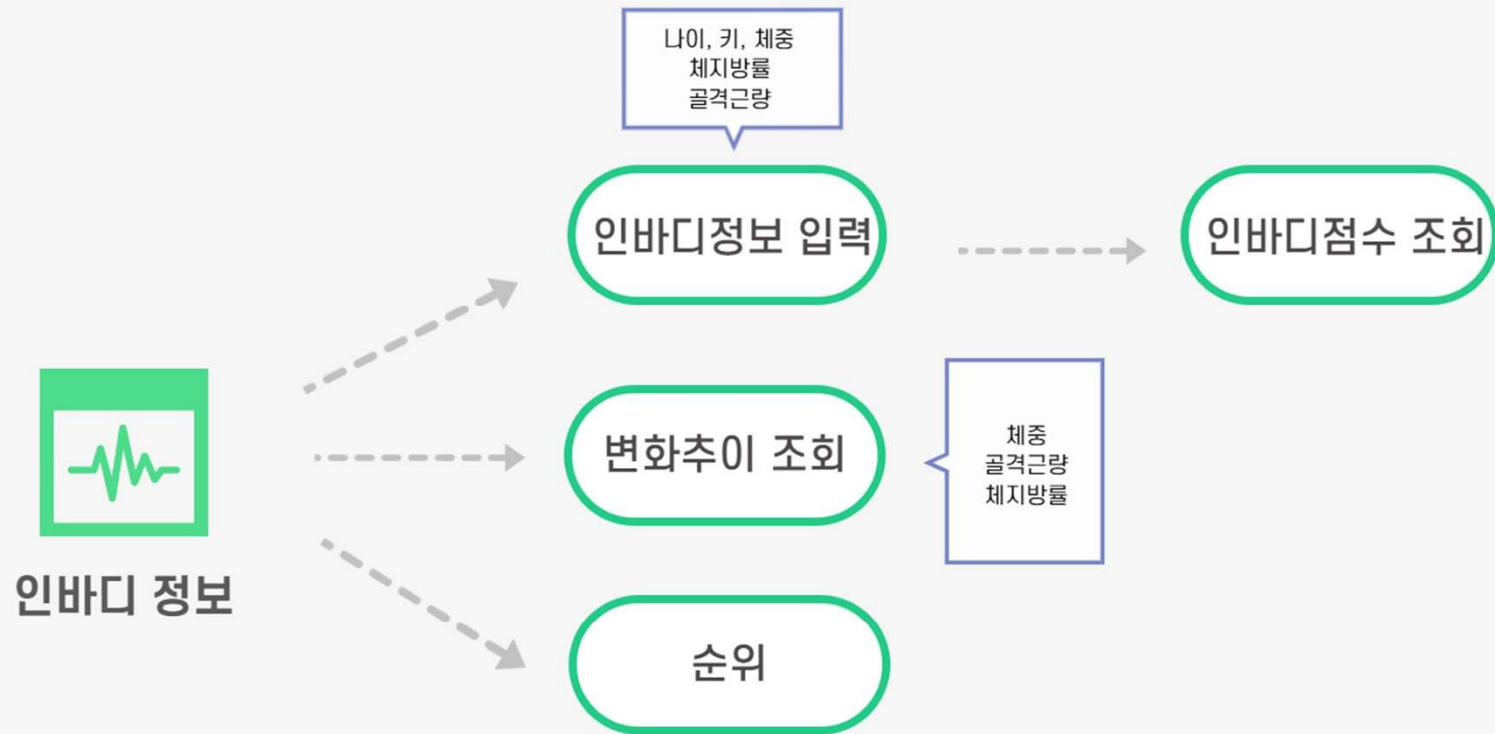 나이, 키, 체중
체지방률
골격근량
인바디정보 입력
인바디점수 조회
변화추이 조회
체중
골격근량
체지방률
인바디 정보
순위